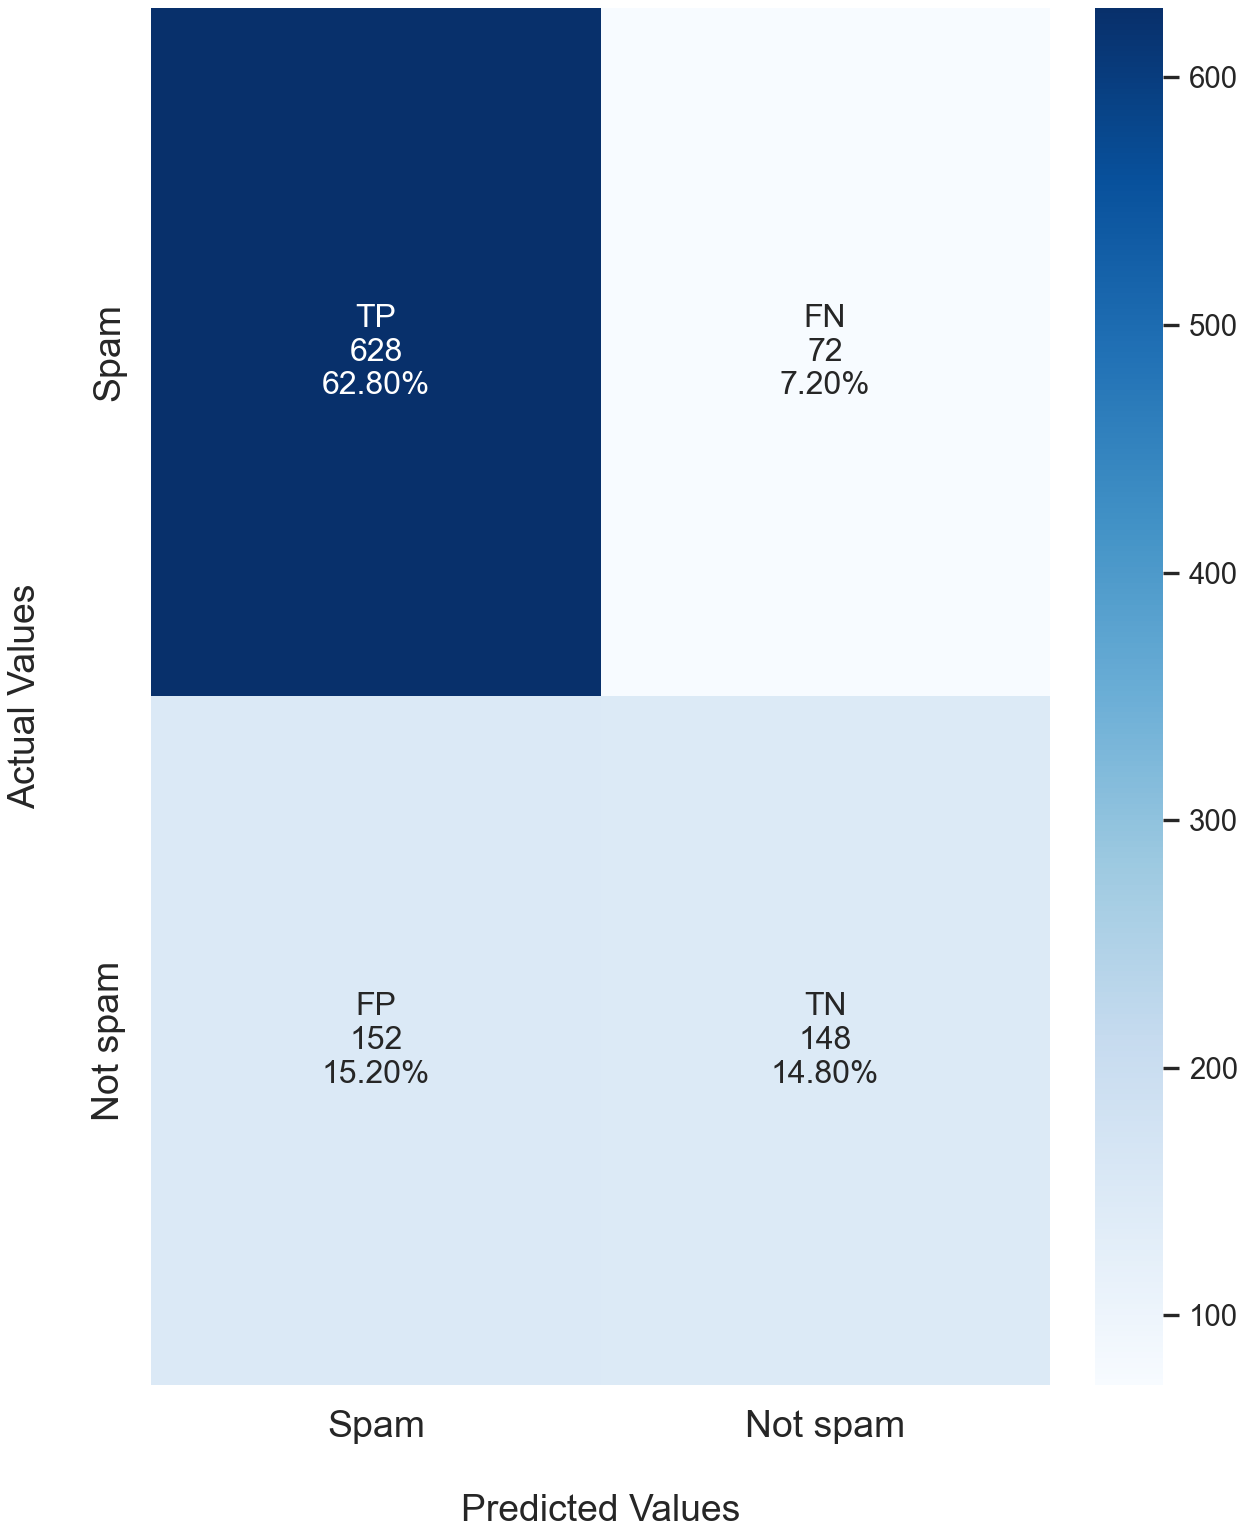 TP
628
62.80%
FN
72
7.20%
FP
152
15.20%
TN
148
14.80%
Actual Values
Spam
Not spam
Spam
Not spam
Predicted Values
600
500
400
300
200
100